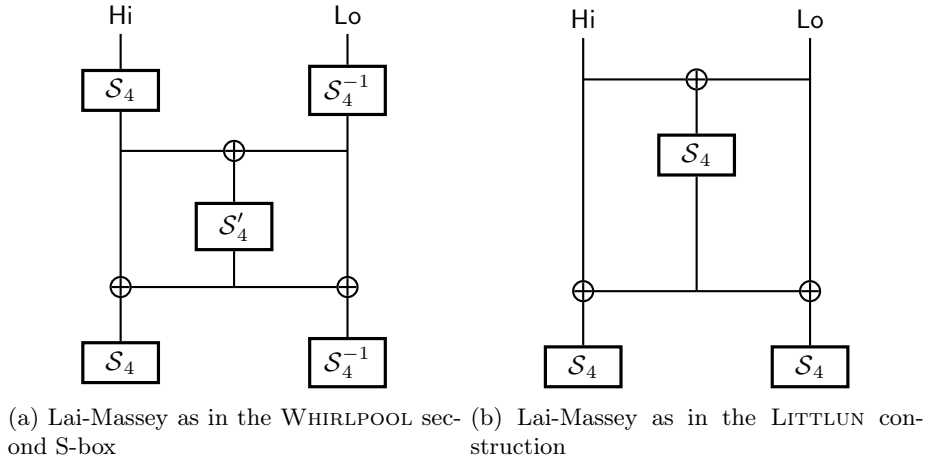 Hi Lo Hi Lo
𝒮₄ 𝒮₄⁻¹
𝒮₄
𝒮₄′
𝒮₄ 𝒮₄⁻¹ 𝒮₄ 𝒮₄
(a) Lai-Massey as in the WHIRLPOOL sec-
ond S-box
(b) Lai-Massey as in the LITTLUN con-
struction